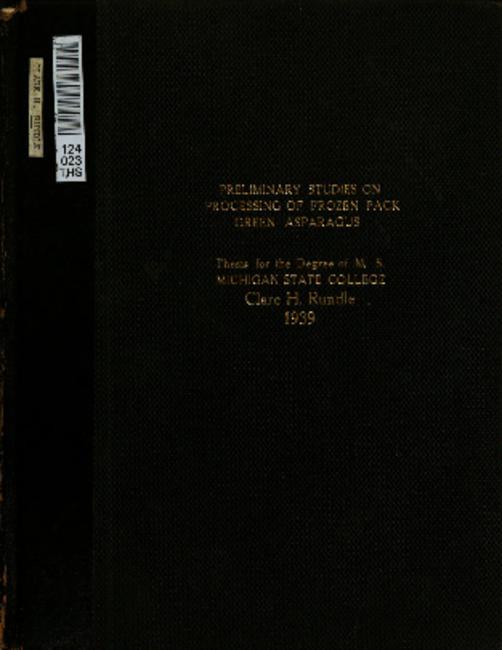 PRELIMINARY STUDIES ON
PROCESSING OF FROZEN PACK
GREEN ASPARAGUS
Thesis for the Degree of M. S.
MICHIGAN STATE COLLEGE
Clare H. Rundle
1939
124
023
THS